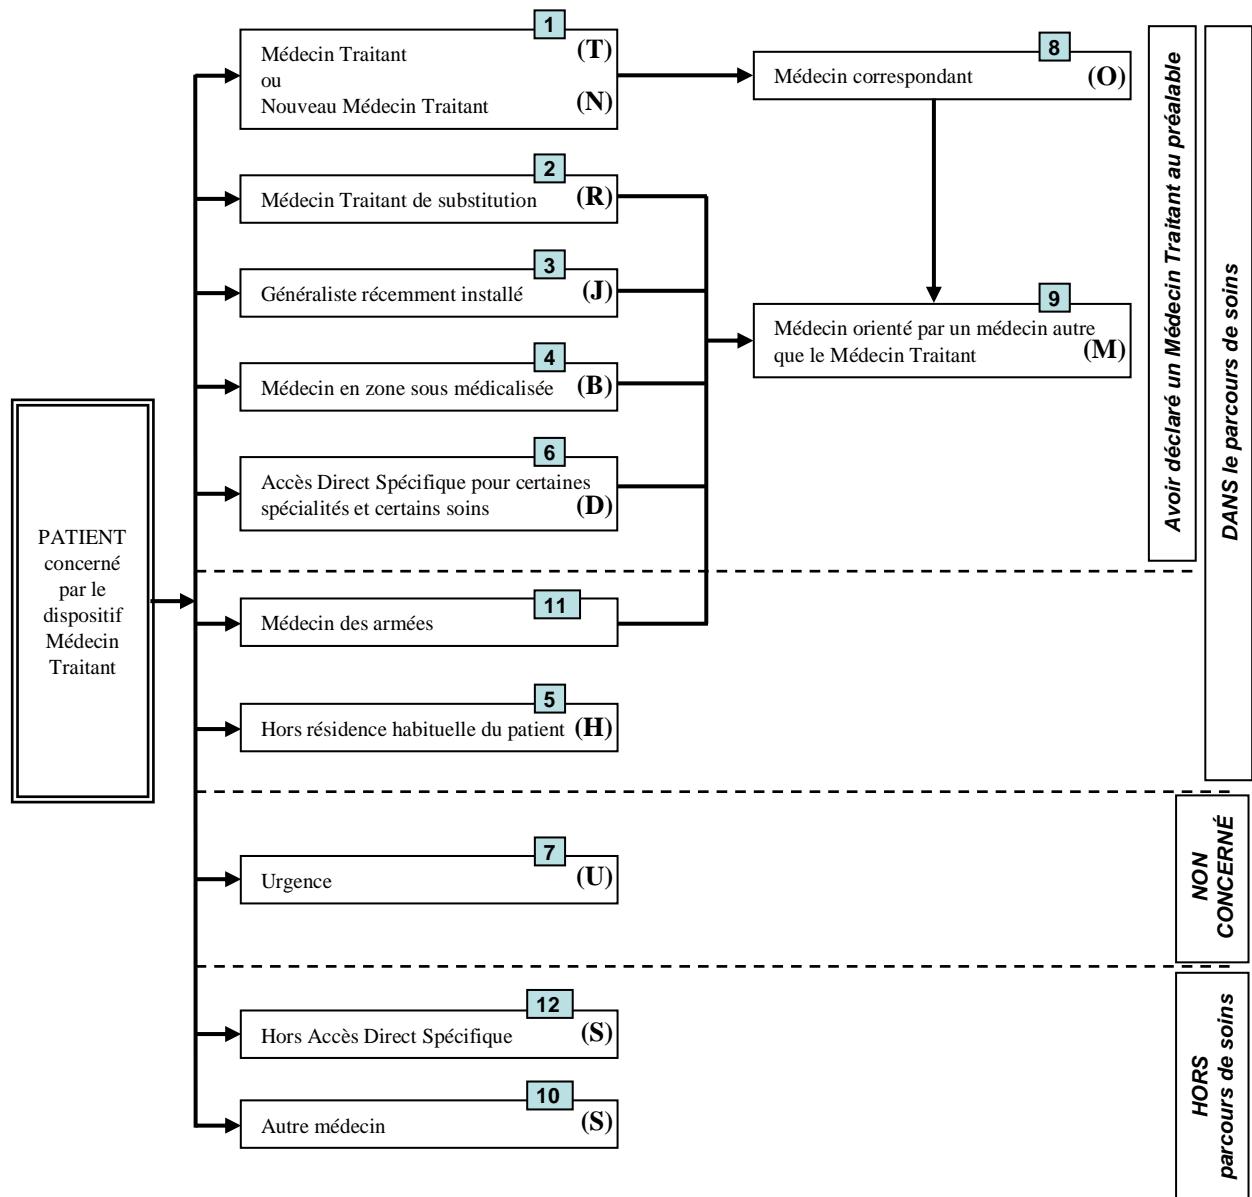 1
Médecin Traitant
ou
Nouveau Médecin Traitant
(T)
(N)
8
Médecin correspondant
(O)
2
Médecin Traitant de substitution
(R)
3
Généraliste récemment installé
(J)
9
Médecin orienté par un médecin autre
que le Médecin Traitant
(M)
4
Médecin en zone sous médicalisée
(B)
6
Accès Direct Spécifique pour certaines
spécialités et certains soins
(D)
PATIENT
concerné
par le
dispositif
Médecin
Traitant
11
Médecin des armées
5
Hors résidence habituelle du patient
(H)
7
Urgence
(U)
12
Hors Accès Direct Spécifique
(S)
10
Autre médecin
(S)
Avoir déclaré un Médecin Traitant au préalable
DANS le parcours de soins
NON
CONCERNÉ
HORS
parcours de soins